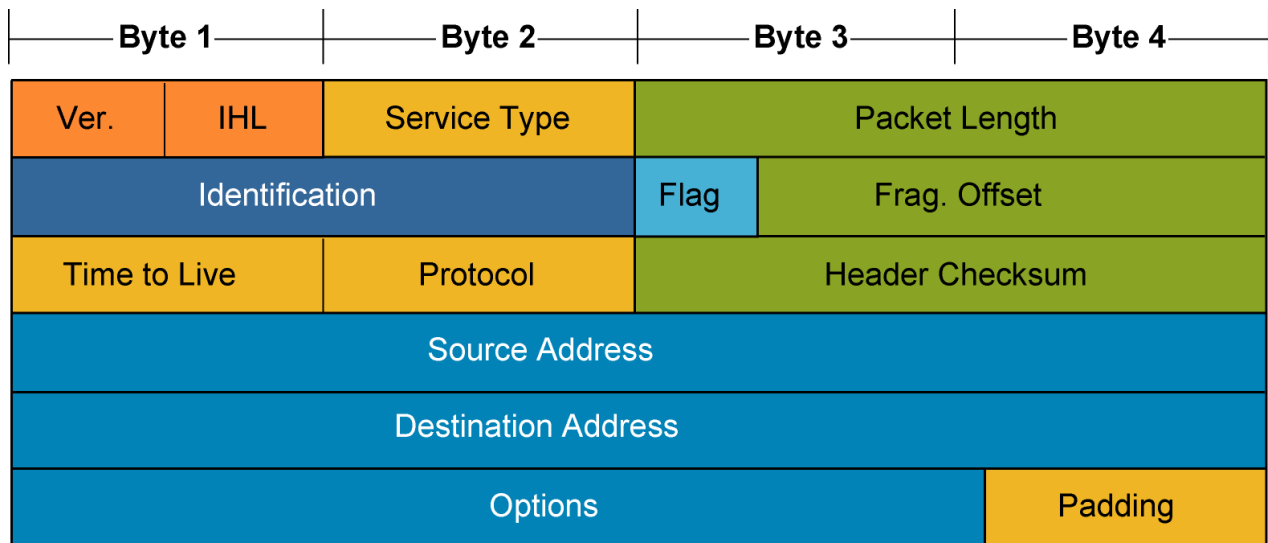 Byte 1 Byte 2 Byte 3 Byte 4
Ver. IHL Service Type Packet Length
Identification Flag Frag. Offset
Time to Live Protocol Header Checksum
Source Address
Destination Address
Options Padding